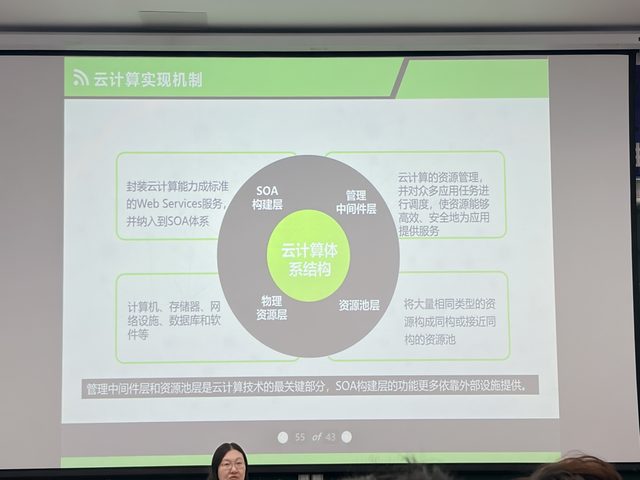 云计算实现机制
封装云计算能力成标准
的Web Services服务，
并纳入到SOA体系
SOA
构建层
管理
中间件层
云计算的资源管理，
并对众多应用任务进
行调度，使资源能够
高效、安全地为应用
提供服务
云计算体
系结构
计算机、存储器、网
络设施、数据库和软
件等
物理
资源层
资源池层
将大量相同类型的资
源构成同构或接近同
构的资源池
管理中间件层和资源池层是云计算技术的最关键部分，SOA构建层的功能更多依靠外部设施提供。
55 of 43